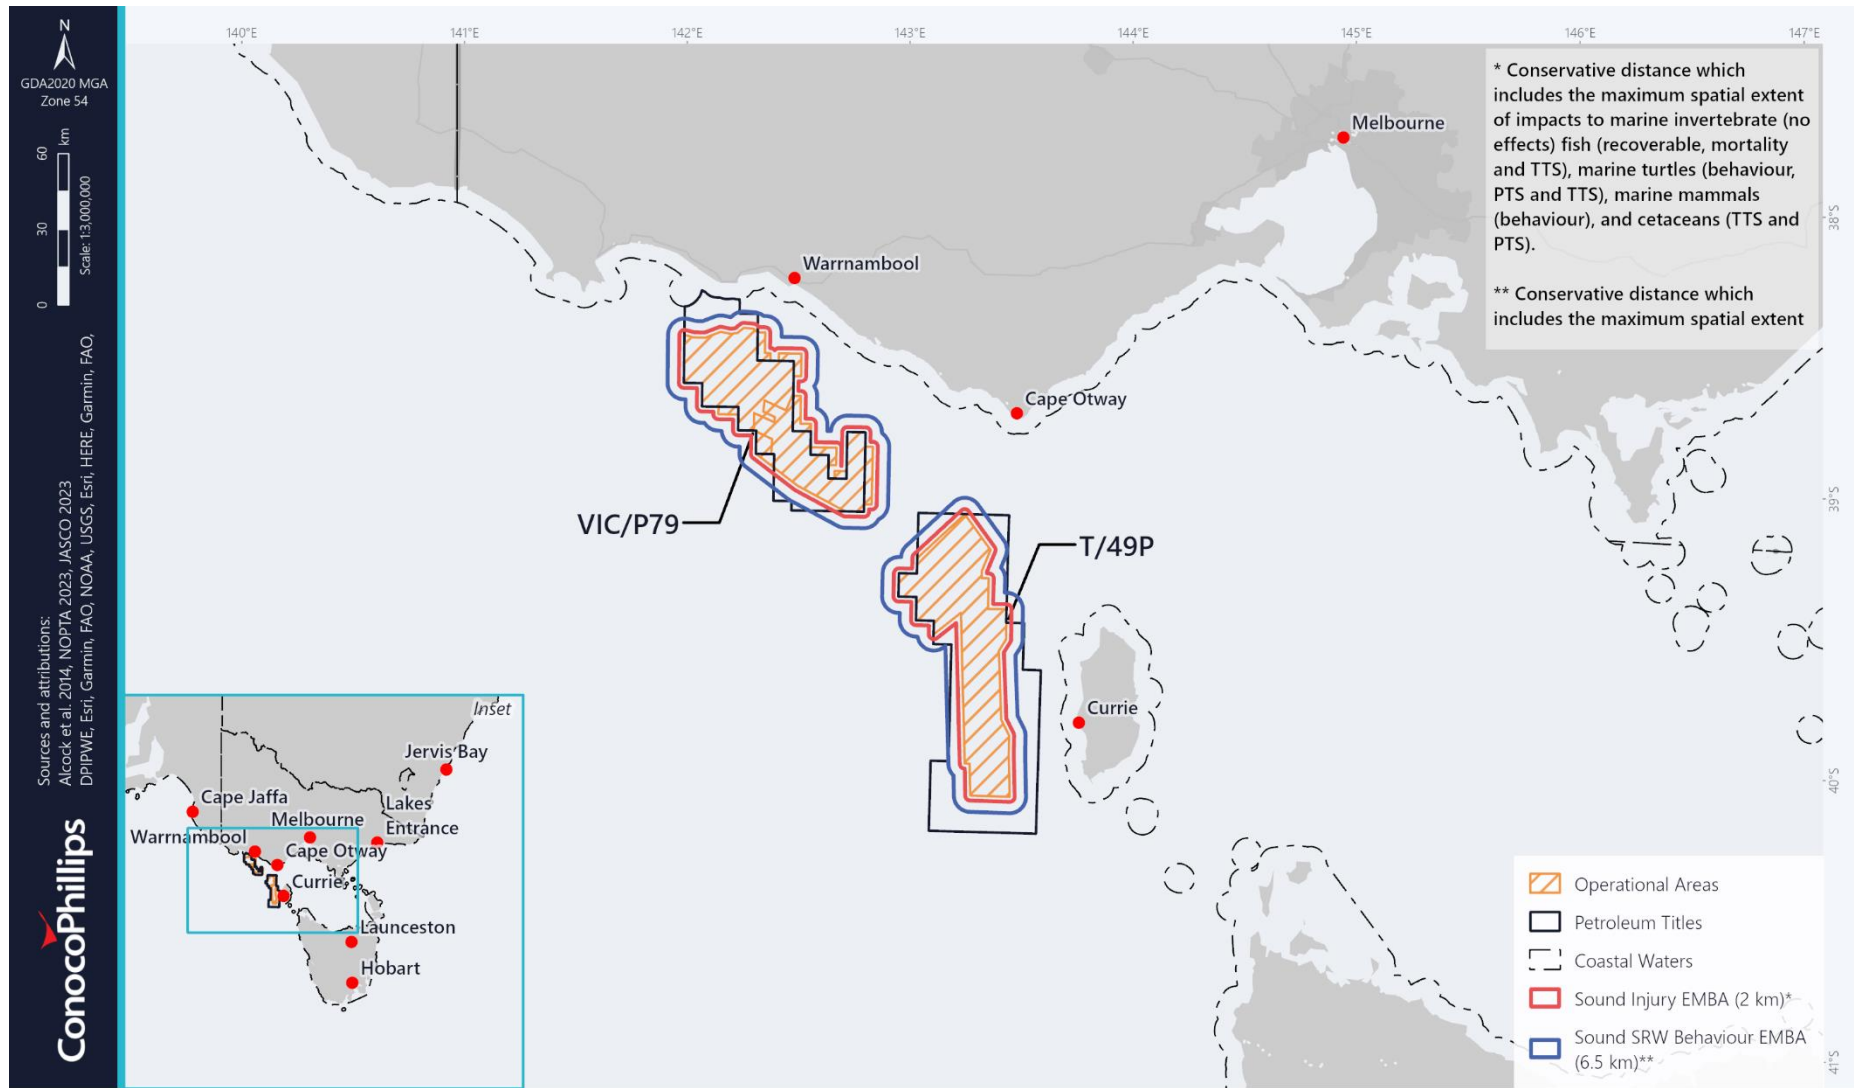 N
GDA2020 MGA
Zone 54
0 30 60 km
Scale: 1:3,000,000
Sources and attributions:
Alcock et al. 2014, NOPTA 2023, JASCO 2023
DPIPWE, Esri, Garmin, FAO, NOAA, USGS, Esri, HERE, Garmin, FAO,
ConocoPhillips
140°E 141°E 142°E 143°E 144°E 145°E 146°E 147°E
38°S
39°S
40°S
41°S
* Conservative distance which
includes the maximum spatial extent
of impacts to marine invertebrate (no
effects) fish (recoverable, mortality
and TTS), marine turtles (behaviour,
PTS and TTS), marine mammals
(behaviour), and cetaceans (TTS and
PTS).
** Conservative distance which
includes the maximum spatial extent
Melbourne
Warrnambool
Cape Otway
VIC/P79
T/49P
Currie
Inset
Jervis Bay
Cape Jaffa
Lakes
Entrance
Melbourne
Warrnambool
Cape Otway
Currie
Launceston
Hobart
Operational Areas
Petroleum Titles
Coastal Waters
Sound Injury EMBA (2 km)*
Sound SRW Behaviour EMBA
(6.5 km)**